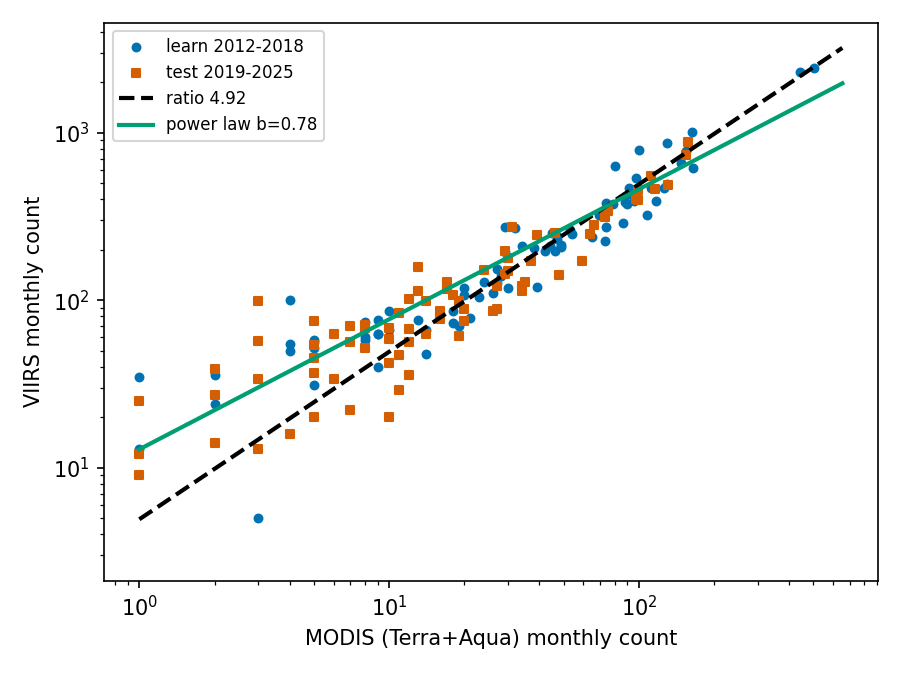 learn 2012-2018
test 2019-2025
ratio 4.92
power law b=0.78
10³
10²
10¹
VIIRS monthly count
10⁰ 10¹ 10²
MODIS (Terra+Aqua) monthly count